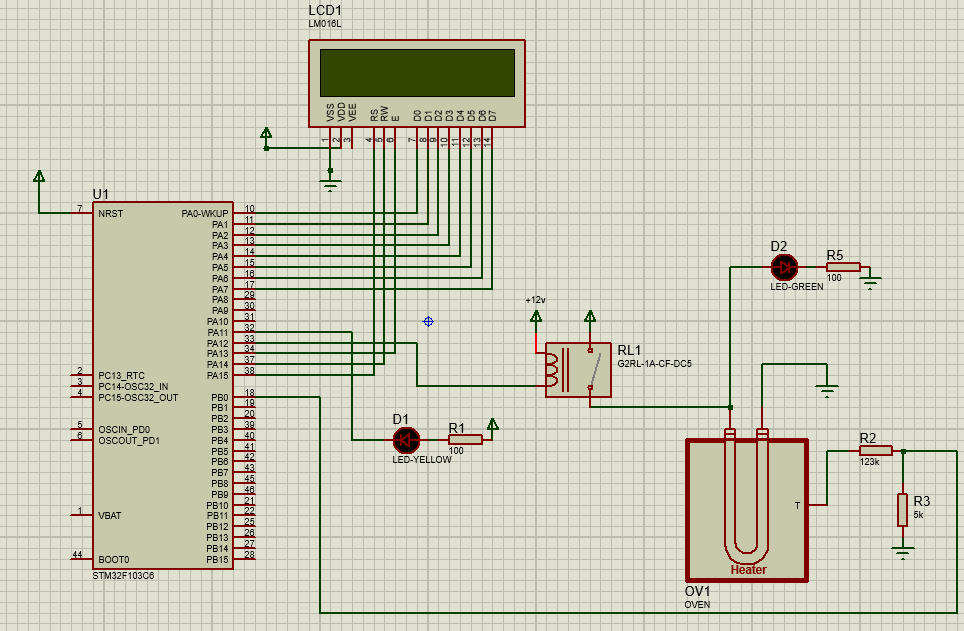 LCD1
LM016L
VSS VDD VEE RS RW E D0 D1 D2 D3 D4 D5 D6 D7
1 2 3 4 5 6 7 8 9 10 11 12 13 14
U1
7 NRST PA0-WKUP 10
PA1 11
PA2 12
PA3 13
PA4 14
PA5 15
PA6 16
PA7 17
PA8 29
PA9 30
PA10 31
PA11 32
PA12 33
PA13 34
PA14 37
2 PC13_RTC PA15 38
3 PC14-OSC32_IN
4 PC15-OSC32_OUT PB0 18
PB1 19
PB2 20
5 OSCIN_PD0 PB3 39
6 OSCOUT_PD1 PB4 40
PB5 41
PB6 42
PB7 43
PB8 45
PB9 46
PB10 21
1 VBAT PB11 22
PB12 25
PB13 26
PB14 27
44 BOOT0 PB15 28
STM32F103C6
D2
R5
LED-GREEN
100
+12v
RL1
G2RL-1A-CF-DC5
D1
R1
LED-YELLOW
100
R2
123k
R3
5k
T
Heater
OV1
OVEN